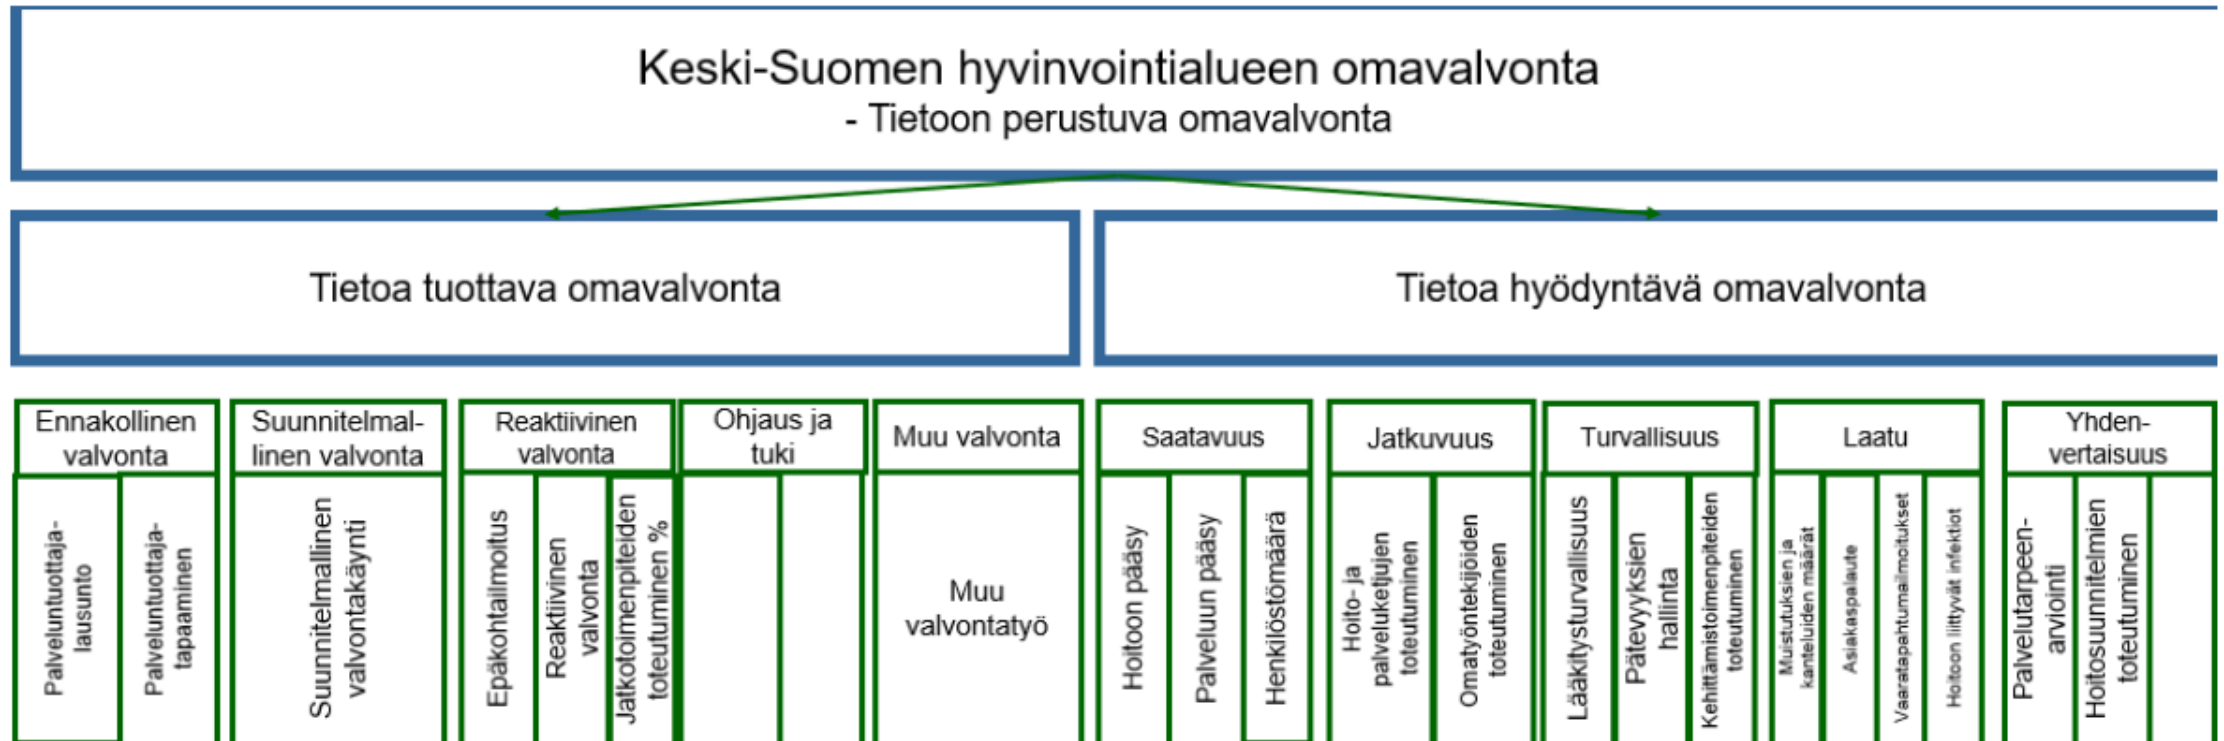 Keski-Suomen hyvinvointialueen omavalvonta
- Tietoon perustuva omavalvonta
Tietoa tuottava omavalvonta
Tietoa hyödyntävä omavalvonta
Ennakollinen
valvonta
Suunnitelmal-
linen valvonta
Reaktiivinen
valvonta
Ohjaus ja
tuki
Muu valvonta
Saatavuus
Jatkuvuus
Turvallisuus
Laatu
Yhden-
vertaisuus
Palveluntuottaja-
lausunto
Palveluntuottaja-
tapaaminen
Suunnitelmallinen
valvontakäynti
Epäkohtailmoitus
Reaktiivinen
valvonta
Jatkotoimenpiteiden
toteutuminen %
Muu
valvontatyö
Hoitoon pääsy
Palveluun pääsy
Henkilöstömäärä
Hoito- ja
palveluketjujen
toteutuminen
Omatyöntekijöiden
toteutuminen
Lääkitysturvallisuus
Pätevyyksien
hallinta
Kehittämistoimenpiteiden
toteutuminen
Muistutuksien ja
kanteluiden määrät
Asiakaspalaute
Vaaratapahtumailmoitukset
Hoitoon liittyvät infektiot
Palvelutarpeen-
arviointi
Hoitosuunnitelmien
toteutuminen